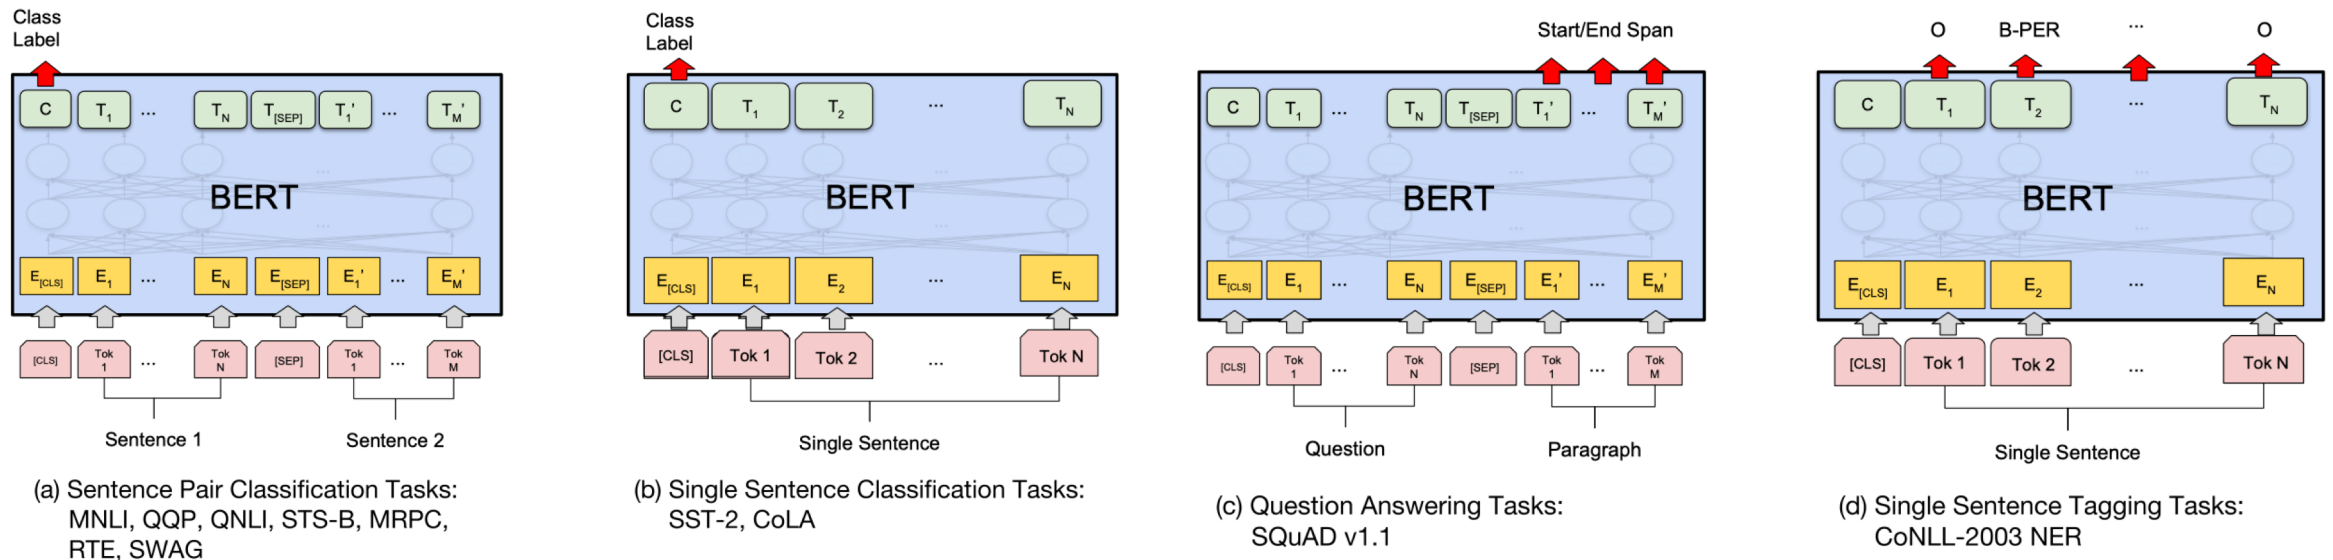 Class
Label
C T1 ... TN T[SEP] T1' ... TM'
...
BERT
...
E[CLS] E1 ... EN E[SEP] E1' ... EM'
[CLS] Tok 1 ... Tok N [SEP] Tok 1 ... Tok M
Sentence 1 Sentence 2
(a) Sentence Pair Classification Tasks:
MNLI, QQP, QNLI, STS-B, MRPC,
RTE, SWAG
Class
Label
C T1 T2 ... TN
...
BERT
...
E[CLS] E1 E2 ... EN
[CLS] Tok 1 Tok 2 ... Tok N
Single Sentence
(b) Single Sentence Classification Tasks:
SST-2, CoLA
Start/End Span
C T1 ... TN T[SEP] T1' ... TM'
...
BERT
...
E[CLS] E1 ... EN E[SEP] E1' ... EM'
[CLS] Tok 1 ... Tok N [SEP] Tok 1 ... Tok M
Question Paragraph
(c) Question Answering Tasks:
SQuAD v1.1
O B-PER ... O
C T1 T2 ... TN
...
BERT
...
E[CLS] E1 E2 ... EN
[CLS] Tok 1 Tok 2 ... Tok N
Single Sentence
(d) Single Sentence Tagging Tasks:
CoNLL-2003 NER